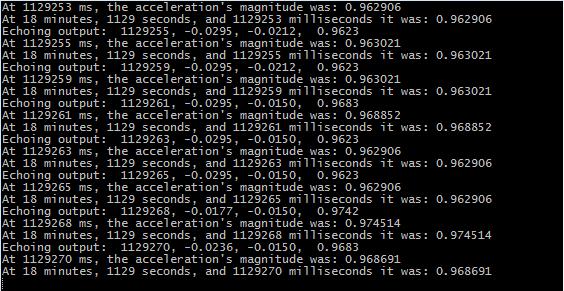 At 1129253 ms, the acceleration's magnitude was: 0.962906
At 18 minutes, 1129 seconds, and 1129253 milliseconds it was: 0.962906
Echoing output:  1129255, -0.0295, -0.0212,  0.9623
At 1129255 ms, the acceleration's magnitude was: 0.963021
At 18 minutes, 1129 seconds, and 1129255 milliseconds it was: 0.963021
Echoing output:  1129259, -0.0295, -0.0212,  0.9623
At 1129259 ms, the acceleration's magnitude was: 0.963021
At 18 minutes, 1129 seconds, and 1129259 milliseconds it was: 0.963021
Echoing output:  1129261, -0.0295, -0.0150,  0.9683
At 1129261 ms, the acceleration's magnitude was: 0.968852
At 18 minutes, 1129 seconds, and 1129261 milliseconds it was: 0.968852
Echoing output:  1129263, -0.0295, -0.0150,  0.9623
At 1129263 ms, the acceleration's magnitude was: 0.962906
At 18 minutes, 1129 seconds, and 1129263 milliseconds it was: 0.962906
Echoing output:  1129265, -0.0295, -0.0150,  0.9623
At 1129265 ms, the acceleration's magnitude was: 0.962906
At 18 minutes, 1129 seconds, and 1129265 milliseconds it was: 0.962906
Echoing output:  1129268, -0.0177, -0.0150,  0.9742
At 1129268 ms, the acceleration's magnitude was: 0.974514
At 18 minutes, 1129 seconds, and 1129268 milliseconds it was: 0.974514
Echoing output:  1129270, -0.0236, -0.0150,  0.9683
At 1129270 ms, the acceleration's magnitude was: 0.968691
At 18 minutes, 1129 seconds, and 1129270 milliseconds it was: 0.968691